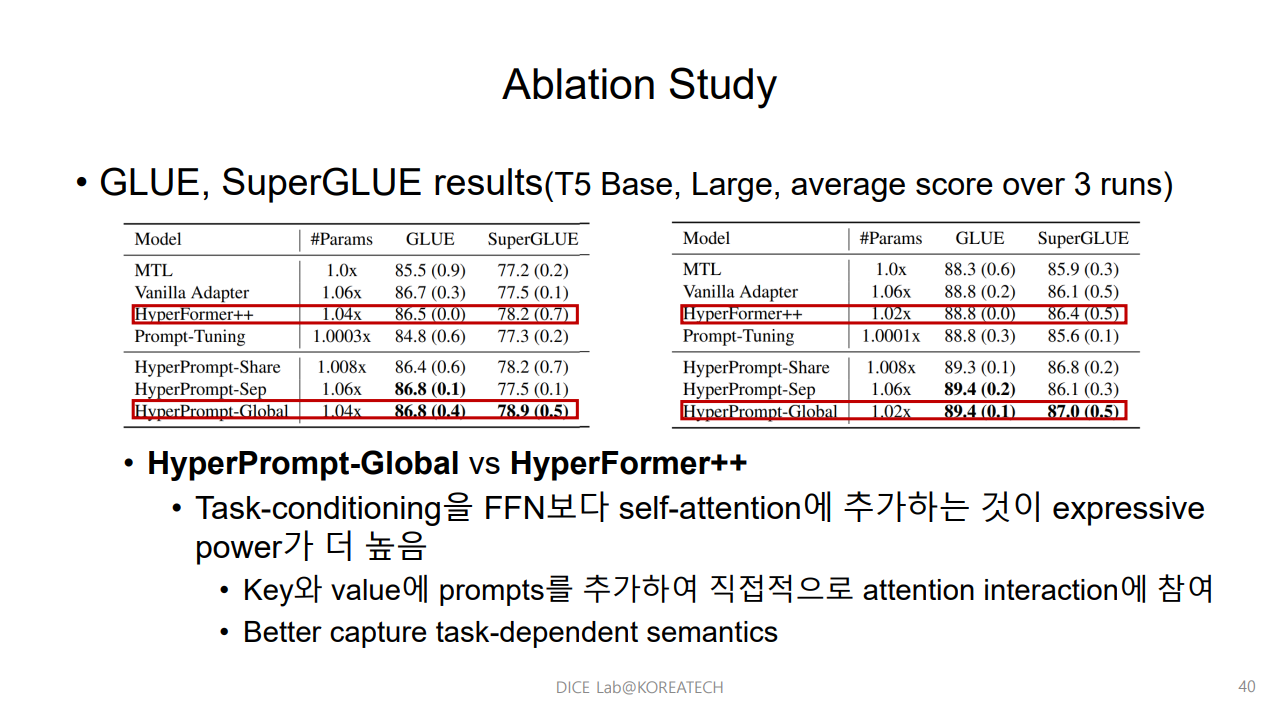 Ablation Study
• GLUE, SuperGLUE results(T5 Base, Large, average score over 3 runs)
Model #Params GLUE SuperGLUE
MTL 1.0x 85.5 (0.9) 77.2 (0.2)
Vanilla Adapter 1.06x 86.7 (0.3) 77.5 (0.1)
HyperFormer++ 1.04x 86.5 (0.0) 78.2 (0.7)
Prompt-Tuning 1.0003x 84.8 (0.6) 77.3 (0.2)
HyperPrompt-Share 1.008x 86.4 (0.6) 78.2 (0.7)
HyperPrompt-Sep 1.06x 86.8 (0.1) 77.5 (0.1)
HyperPrompt-Global 1.04x 86.8 (0.4) 78.9 (0.5)
Model #Params GLUE SuperGLUE
MTL 1.0x 88.3 (0.6) 85.9 (0.3)
Vanilla Adapter 1.06x 88.8 (0.2) 86.1 (0.5)
HyperFormer++ 1.02x 88.8 (0.0) 86.4 (0.5)
Prompt-Tuning 1.0001x 88.8 (0.3) 85.6 (0.1)
HyperPrompt-Share 1.008x 89.3 (0.1) 86.8 (0.2)
HyperPrompt-Sep 1.06x 89.4 (0.2) 86.1 (0.3)
HyperPrompt-Global 1.02x 89.4 (0.1) 87.0 (0.5)
• HyperPrompt-Global vs HyperFormer++
• Task-conditioning을 FFN보다 self-attention에 추가하는 것이 expressive
power가 더 높음
• Key와 value에 prompts를 추가하여 직접적으로 attention interaction에 참여
• Better capture task-dependent semantics
DICE Lab@KOREATECH
40